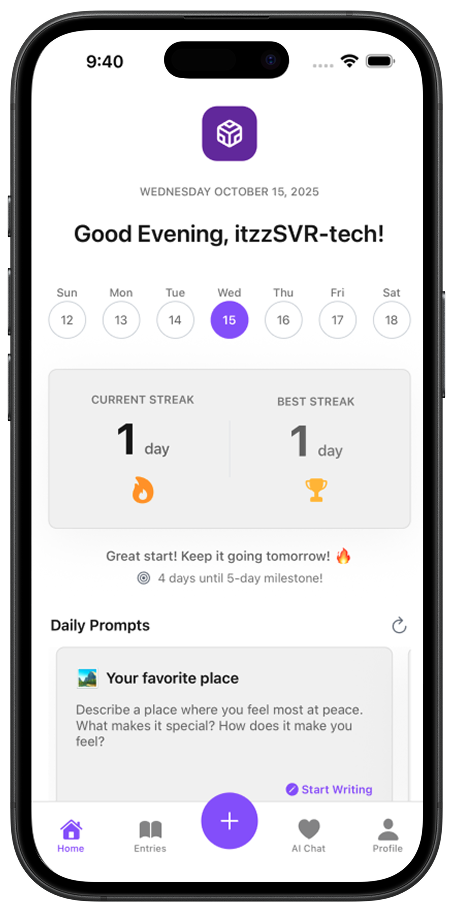 9:40
WEDNESDAY OCTOBER 15, 2025
Good Evening, itzzSVR-tech!
Sun Mon Tue Wed Thu Fri Sat
12 13 14 15 16 17 18
CURRENT STREAK BEST STREAK
1 day 1 day
Great start! Keep it going tomorrow! 🔥
4 days until 5-day milestone!
Daily Prompts
Your favorite place
Describe a place where you feel most at peace.
What makes it special? How does it make you
feel?
Start Writing
Home Entries AI Chat Profile